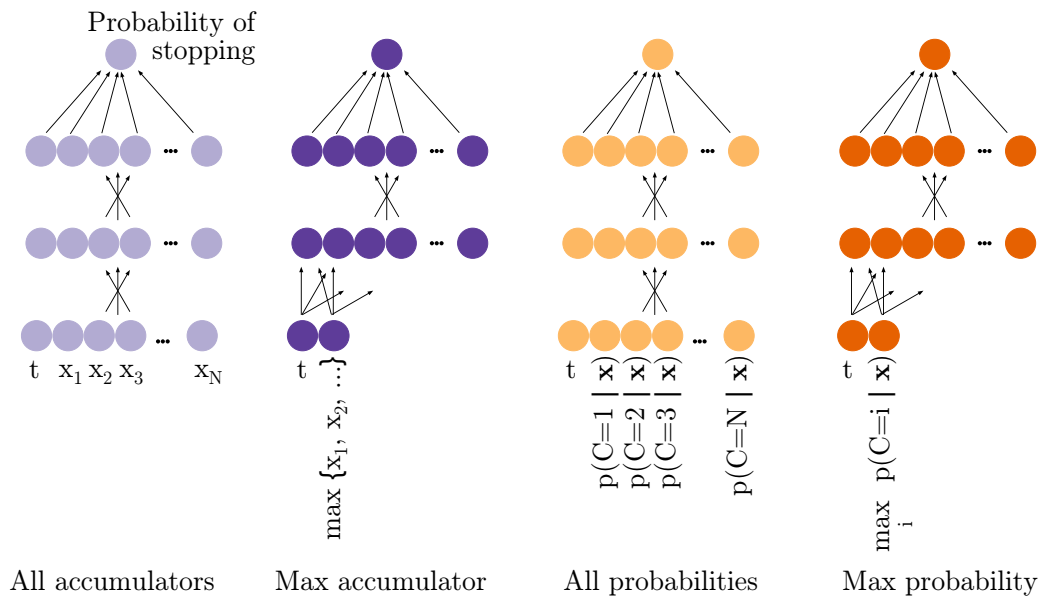 Probability of
stopping
...
...
...
...
...
...
...
...
...
...
t x₁ x₂ x₃ x_N
t
max {x₁, x₂, ...}
t
p(C=1 | x)
p(C=2 | x)
p(C=3 | x)
p(C=N | x)
t
max p(C=i | x)
i
All accumulators
Max accumulator
All probabilities
Max probability